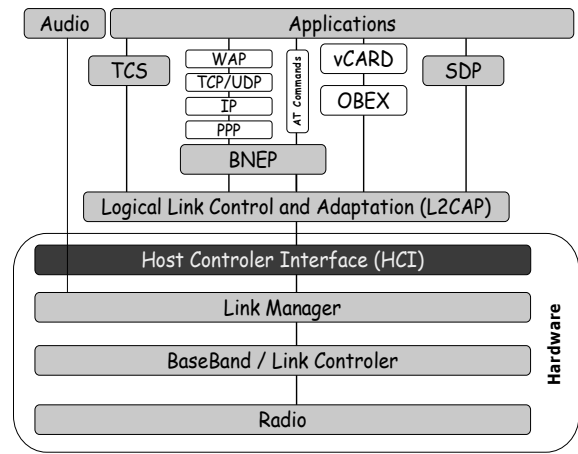 Audio
Applications
TCS
WAP
TCP/UDP
IP
PPP
AT Commands
vCARD
OBEX
SDP
BNEP
Logical Link Control and Adaptation (L2CAP)
Host Controler Interface (HCI)
Link Manager
BaseBand / Link Controler
Radio
Hardware